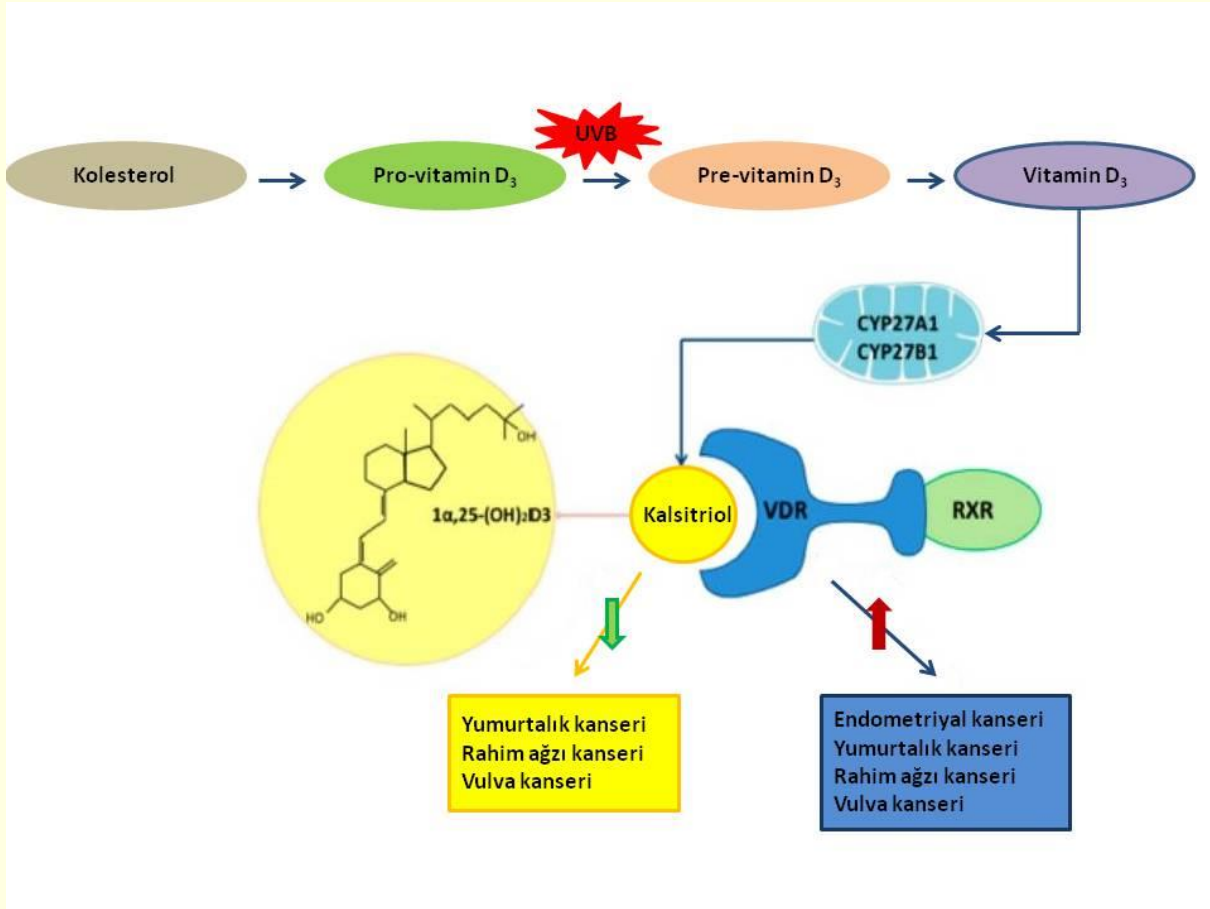 UVB
Kolesterol
Pro-vitamin D₃
Pre-vitamin D₃
Vitamin D₃
CYP27A1
CYP27B1
OH
1α,25-(OH)₂D3
Kalsitriol
VDR
RXR
HO
OH
Yumurtalık kanseri
Rahim ağzı kanseri
Vulva kanseri
Endometriyal kanseri
Yumurtalık kanseri
Rahim ağzı kanseri
Vulva kanseri